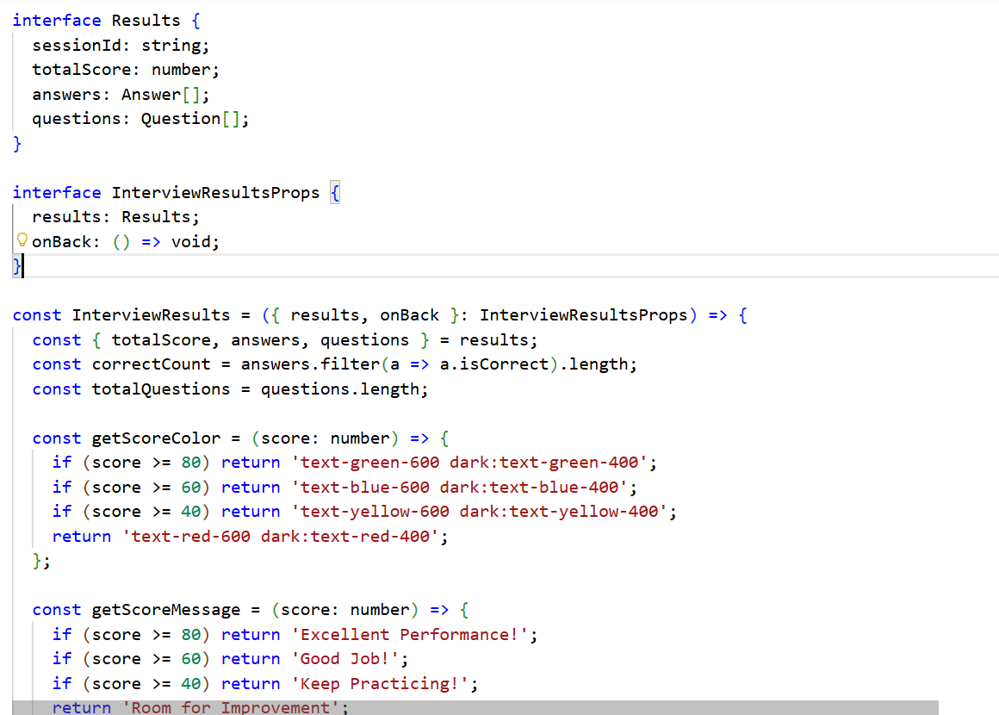 interface Results {
  sessionId: string;
  totalScore: number;
  answers: Answer[];
  questions: Question[];
}

interface InterviewResultsProps {
  results: Results;
  onBack: () => void;
}

const InterviewResults = ({ results, onBack }: InterviewResultsProps) => {
  const { totalScore, answers, questions } = results;
  const correctCount = answers.filter(a => a.isCorrect).length;
  const totalQuestions = questions.length;

  const getScoreColor = (score: number) => {
    if (score >= 80) return 'text-green-600 dark:text-green-400';
    if (score >= 60) return 'text-blue-600 dark:text-blue-400';
    if (score >= 40) return 'text-yellow-600 dark:text-yellow-400';
    return 'text-red-600 dark:text-red-400';
  };

  const getScoreMessage = (score: number) => {
    if (score >= 80) return 'Excellent Performance!';
    if (score >= 60) return 'Good Job!';
    if (score >= 40) return 'Keep Practicing!';
    return 'Room for Improvement';